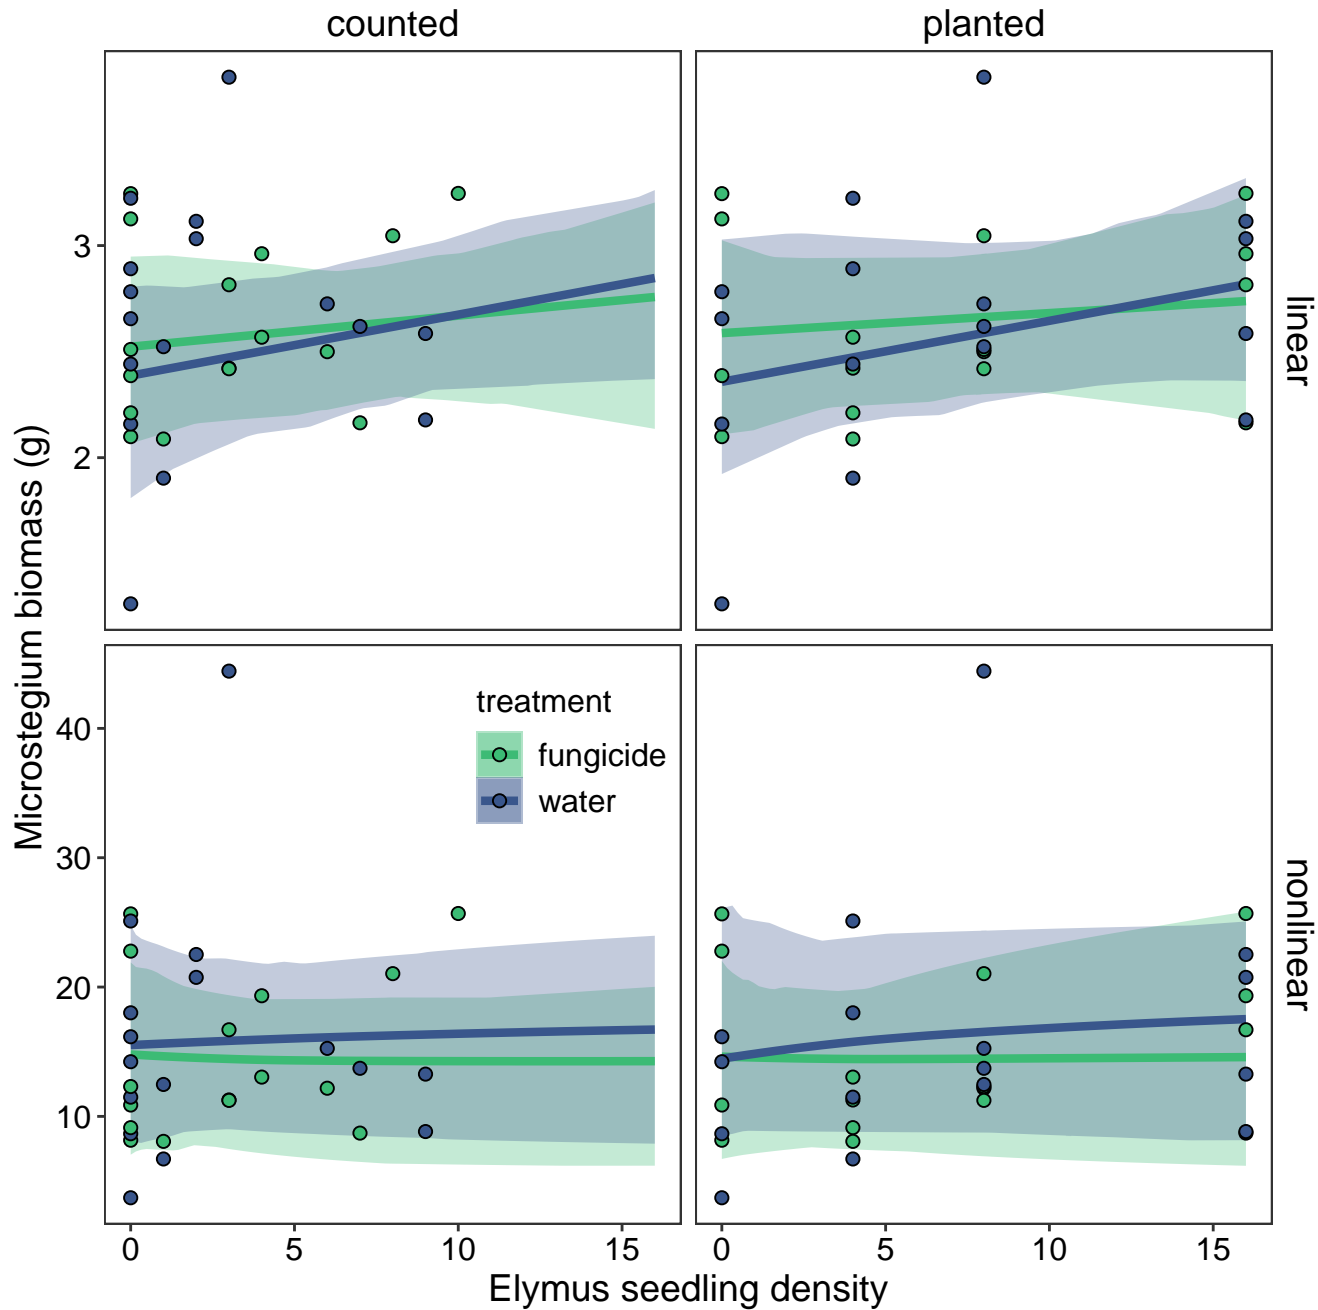 counted
planted
Microstegium biomass (g)
3
2
linear
40
30
20
10
treatment
fungicide
water
nonlinear
0
5
10
15
0
5
10
15
Elymus seedling density